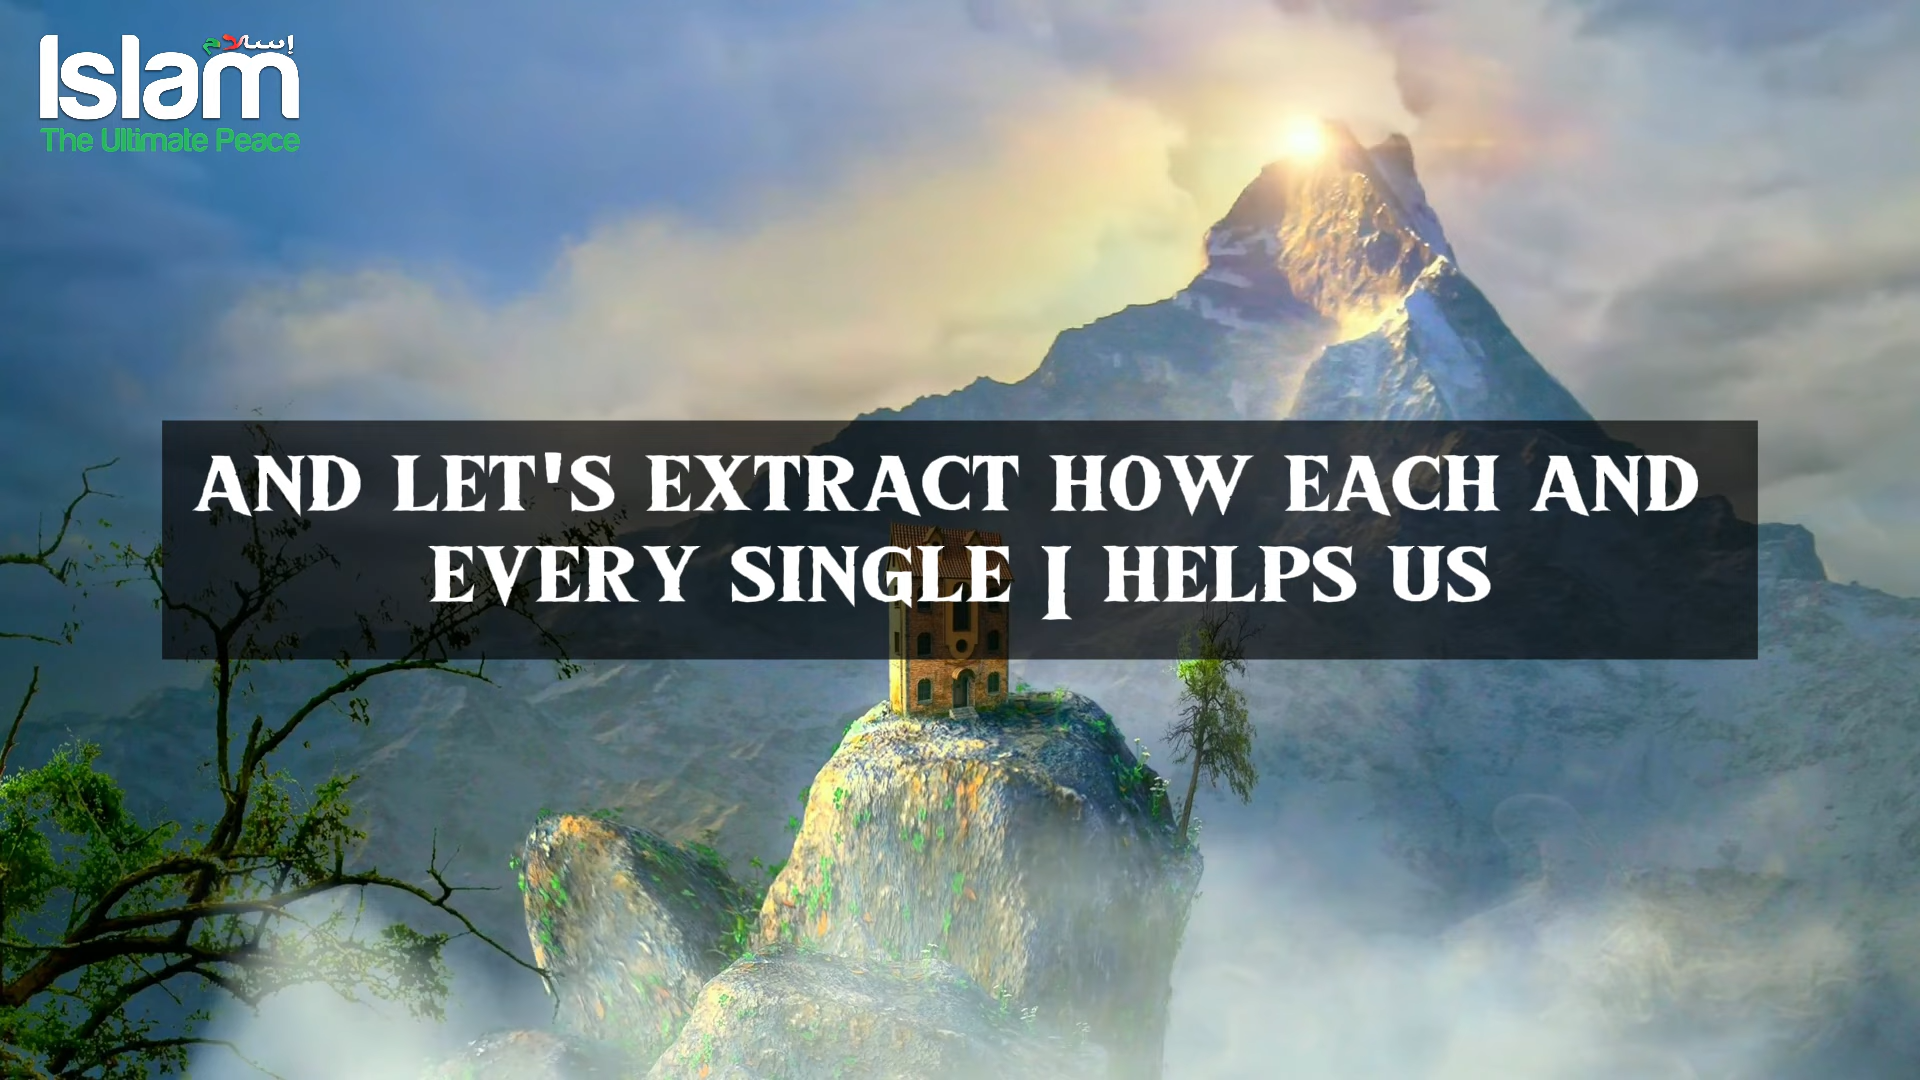 إسلام
Islam
The Ultimate Peace
AND LET'S EXTRACT HOW EACH AND
EVERY SINGLE I HELPS US